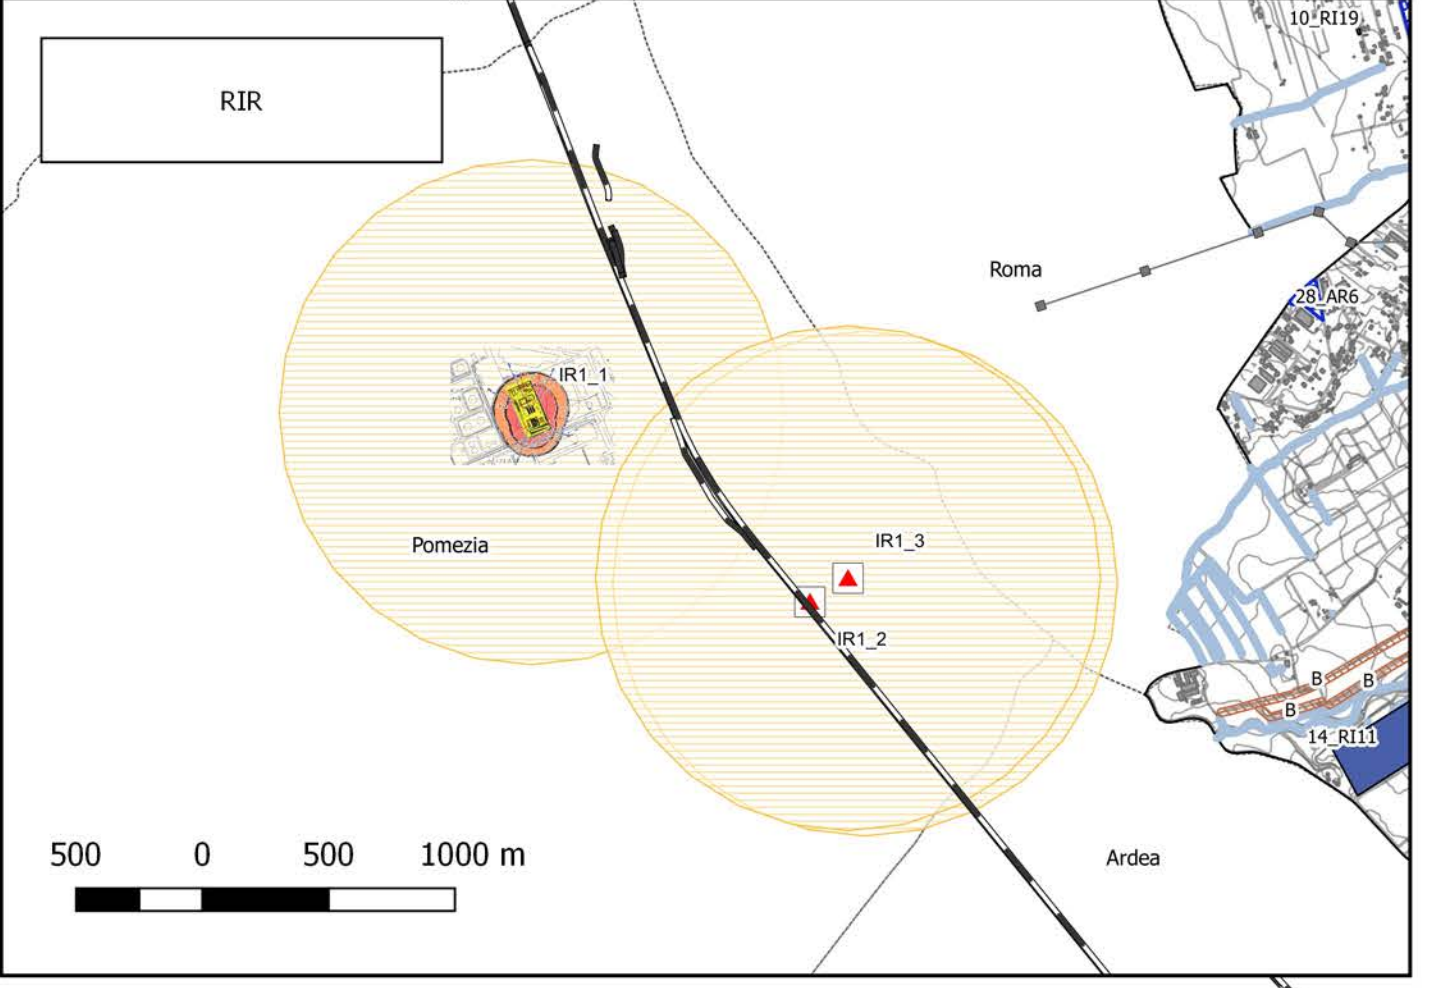 10_RI19
RIR
Roma
28_AR6
IR1_1
IR1_3
Pomezia
IR1_2
B
B
B
14_RI11
500 0 500 1000 m
Ardea